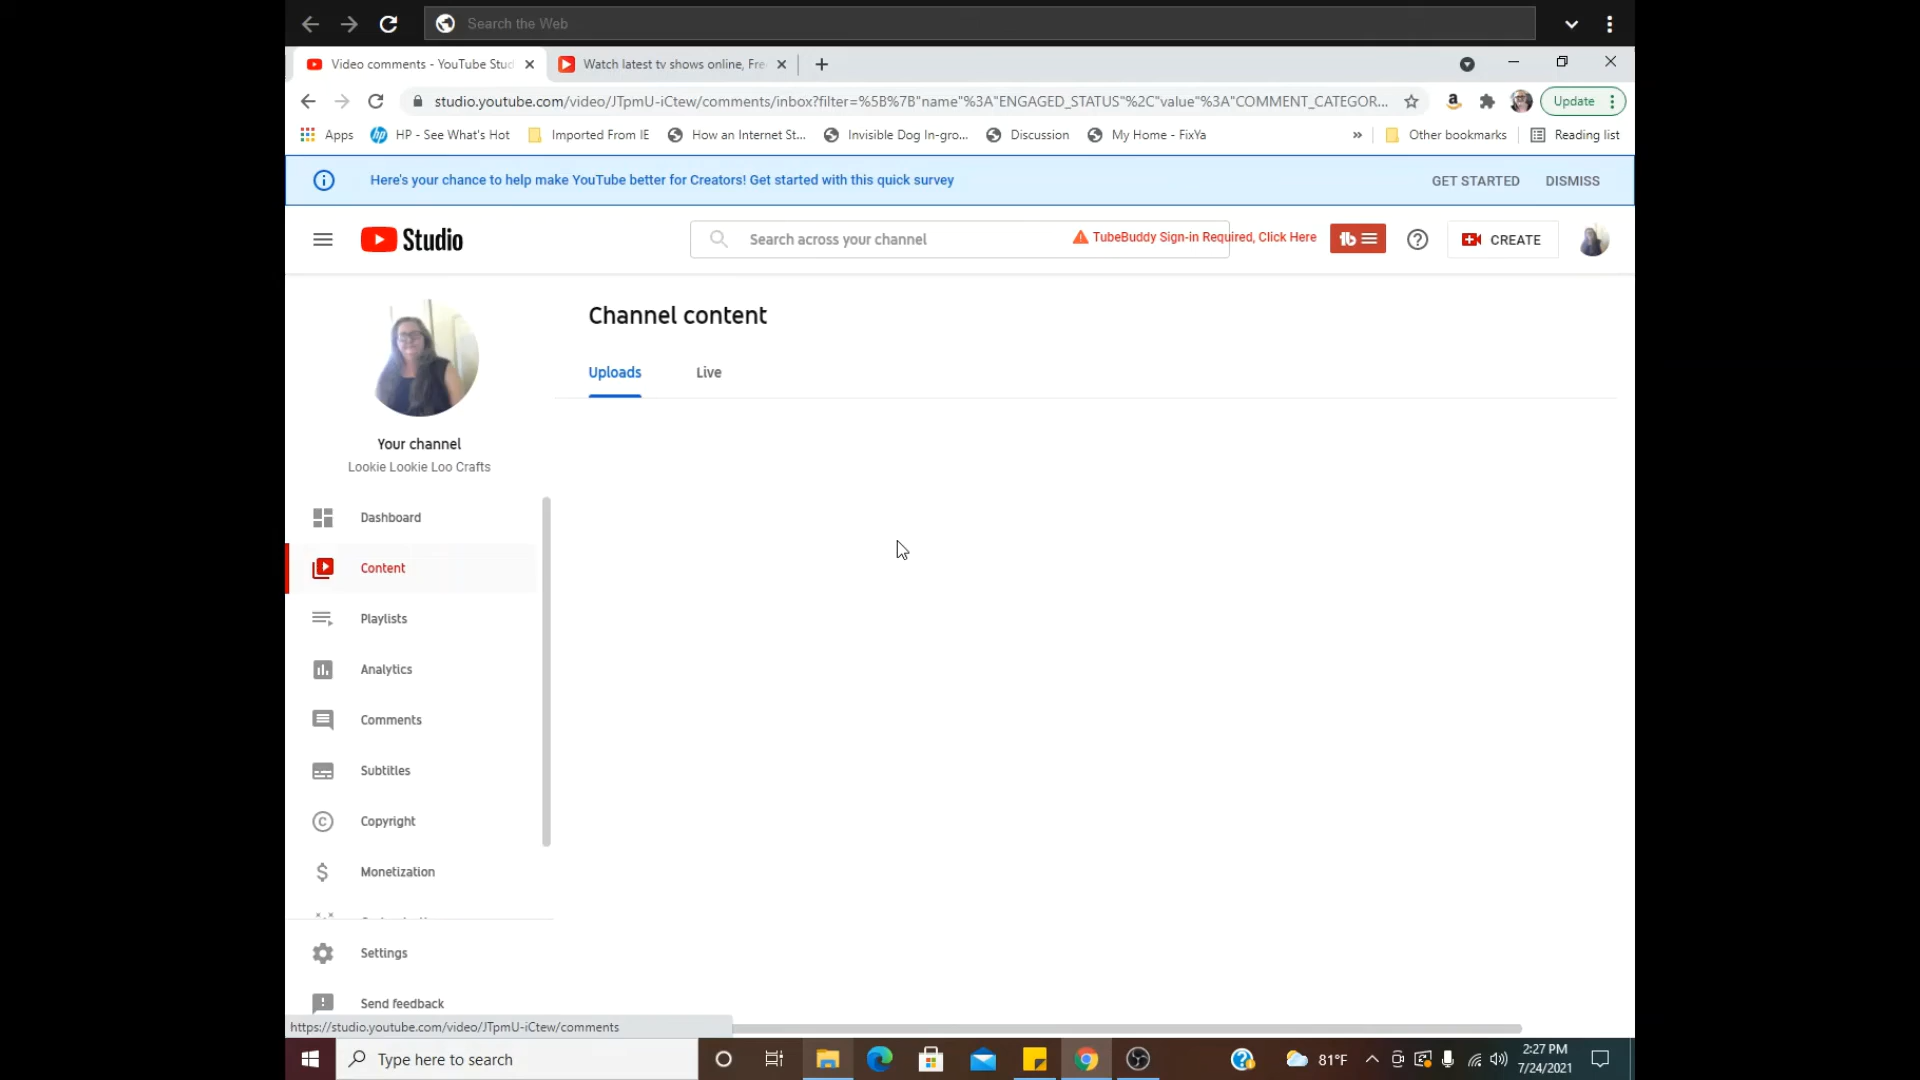 Search the Web
Video comments - YouTube Stud
Watch latest tv shows online, Fre
studio.youtube.com/video/JTpmU-iCtew/comments/inbox?filter=%5B%7B"name"%3A"ENGAGED_STATUS"%2C"value"%3A"COMMENT_CATEGOR...
Update
Apps
HP - See What's Hot
Imported From IE
How an Internet St...
Invisible Dog In-gro...
Discussion
My Home - FixYa
»
Other bookmarks
Reading list
Here's your chance to help make YouTube better for Creators! Get started with this quick survey
GET STARTED
DISMISS
Studio
Search across your channel
TubeBuddy Sign-in Required, Click Here
tb
CREATE
Channel content
Uploads
Live
Your channel
Lookie Lookie Loo Crafts
Dashboard
Content
Playlists
Analytics
Comments
Subtitles
Copyright
Monetization
Settings
Send feedback
https://studio.youtube.com/video/JTpmU-iCtew/comments
Type here to search
81°F
2:27 PM
7/24/2021